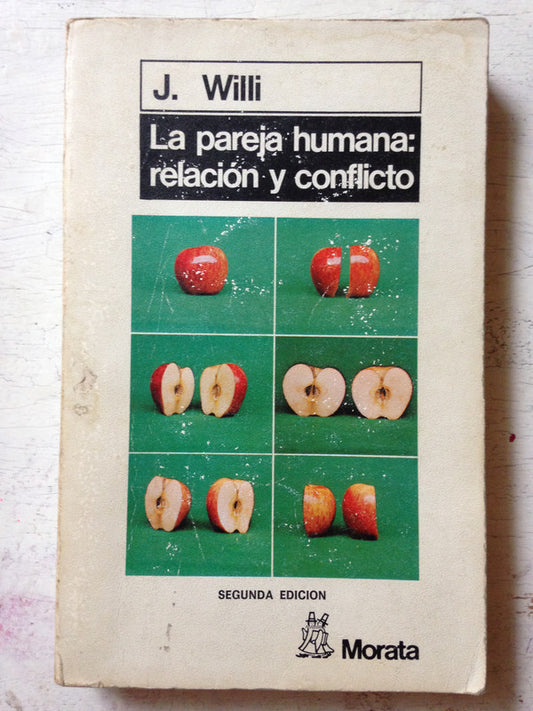 J. Willi
La pareja humana:
relación y conflicto
SEGUNDA EDICION
Morata